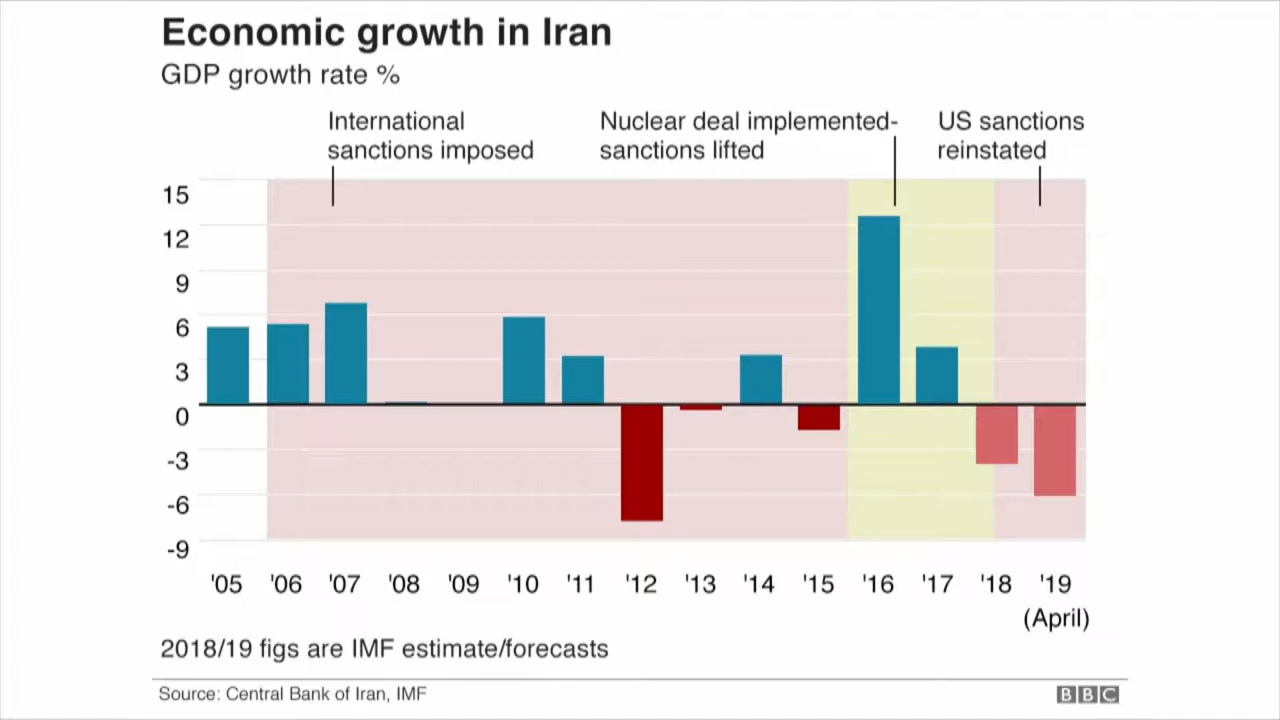 Economic growth in Iran
GDP growth rate %
International
sanctions imposed
Nuclear deal implemented-
sanctions lifted
US sanctions
reinstated
15
12
9
6
3
0
-3
-6
-9
'05 '06 '07 '08 '09 '10 '11 '12 '13 '14 '15 '16 '17 '18 '19
(April)
2018/19 figs are IMF estimate/forecasts
Source: Central Bank of Iran, IMF
BBC